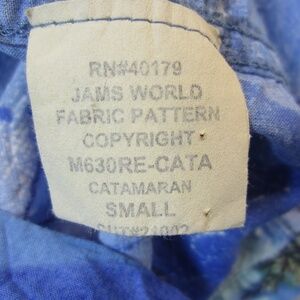 RN#40179
JAMS WORLD
FABRIC PATTERN
COPYRIGHT
M630RE-CATA
CATAMARAN
SMALL